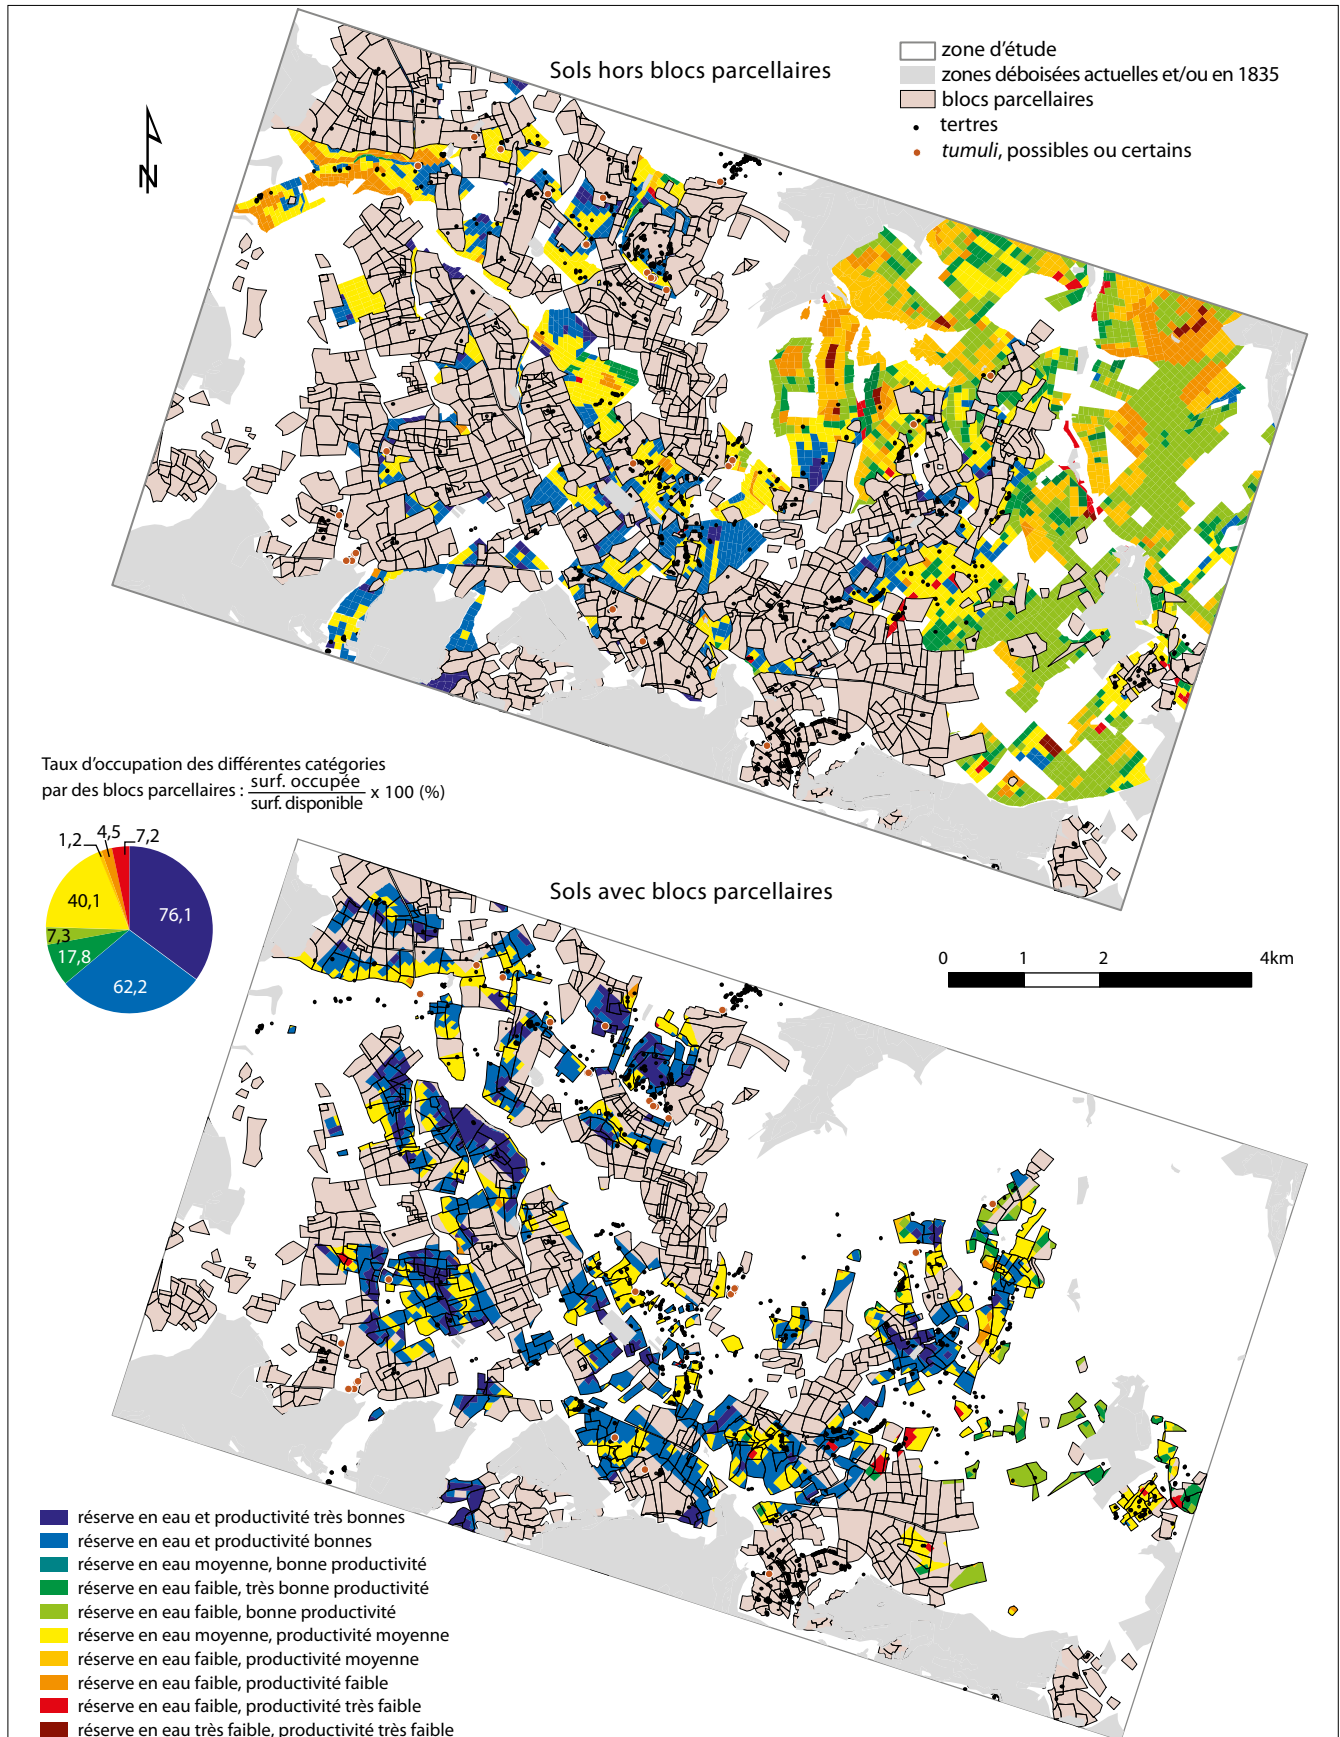 Sols hors blocs parcellaires
zone d'étude
zones déboisées actuelles et/ou en 1835
blocs parcellaires
tertres
tumuli, possibles ou certains
N
Taux d'occupation des différentes catégories
par des blocs parcellaires : surf. occupée / surf. disponible x 100 (%)
1,2
4,5
7,2
40,1
76,1
7,3
17,8
62,2
Sols avec blocs parcellaires
0 1 2 4km
réserve en eau et productivité très bonnes
réserve en eau et productivité bonnes
réserve en eau moyenne, bonne productivité
réserve en eau faible, très bonne productivité
réserve en eau faible, bonne productivité
réserve en eau moyenne, productivité moyenne
réserve en eau faible, productivité moyenne
réserve en eau faible, productivité faible
réserve en eau faible, productivité très faible
réserve en eau très faible, productivité très faible